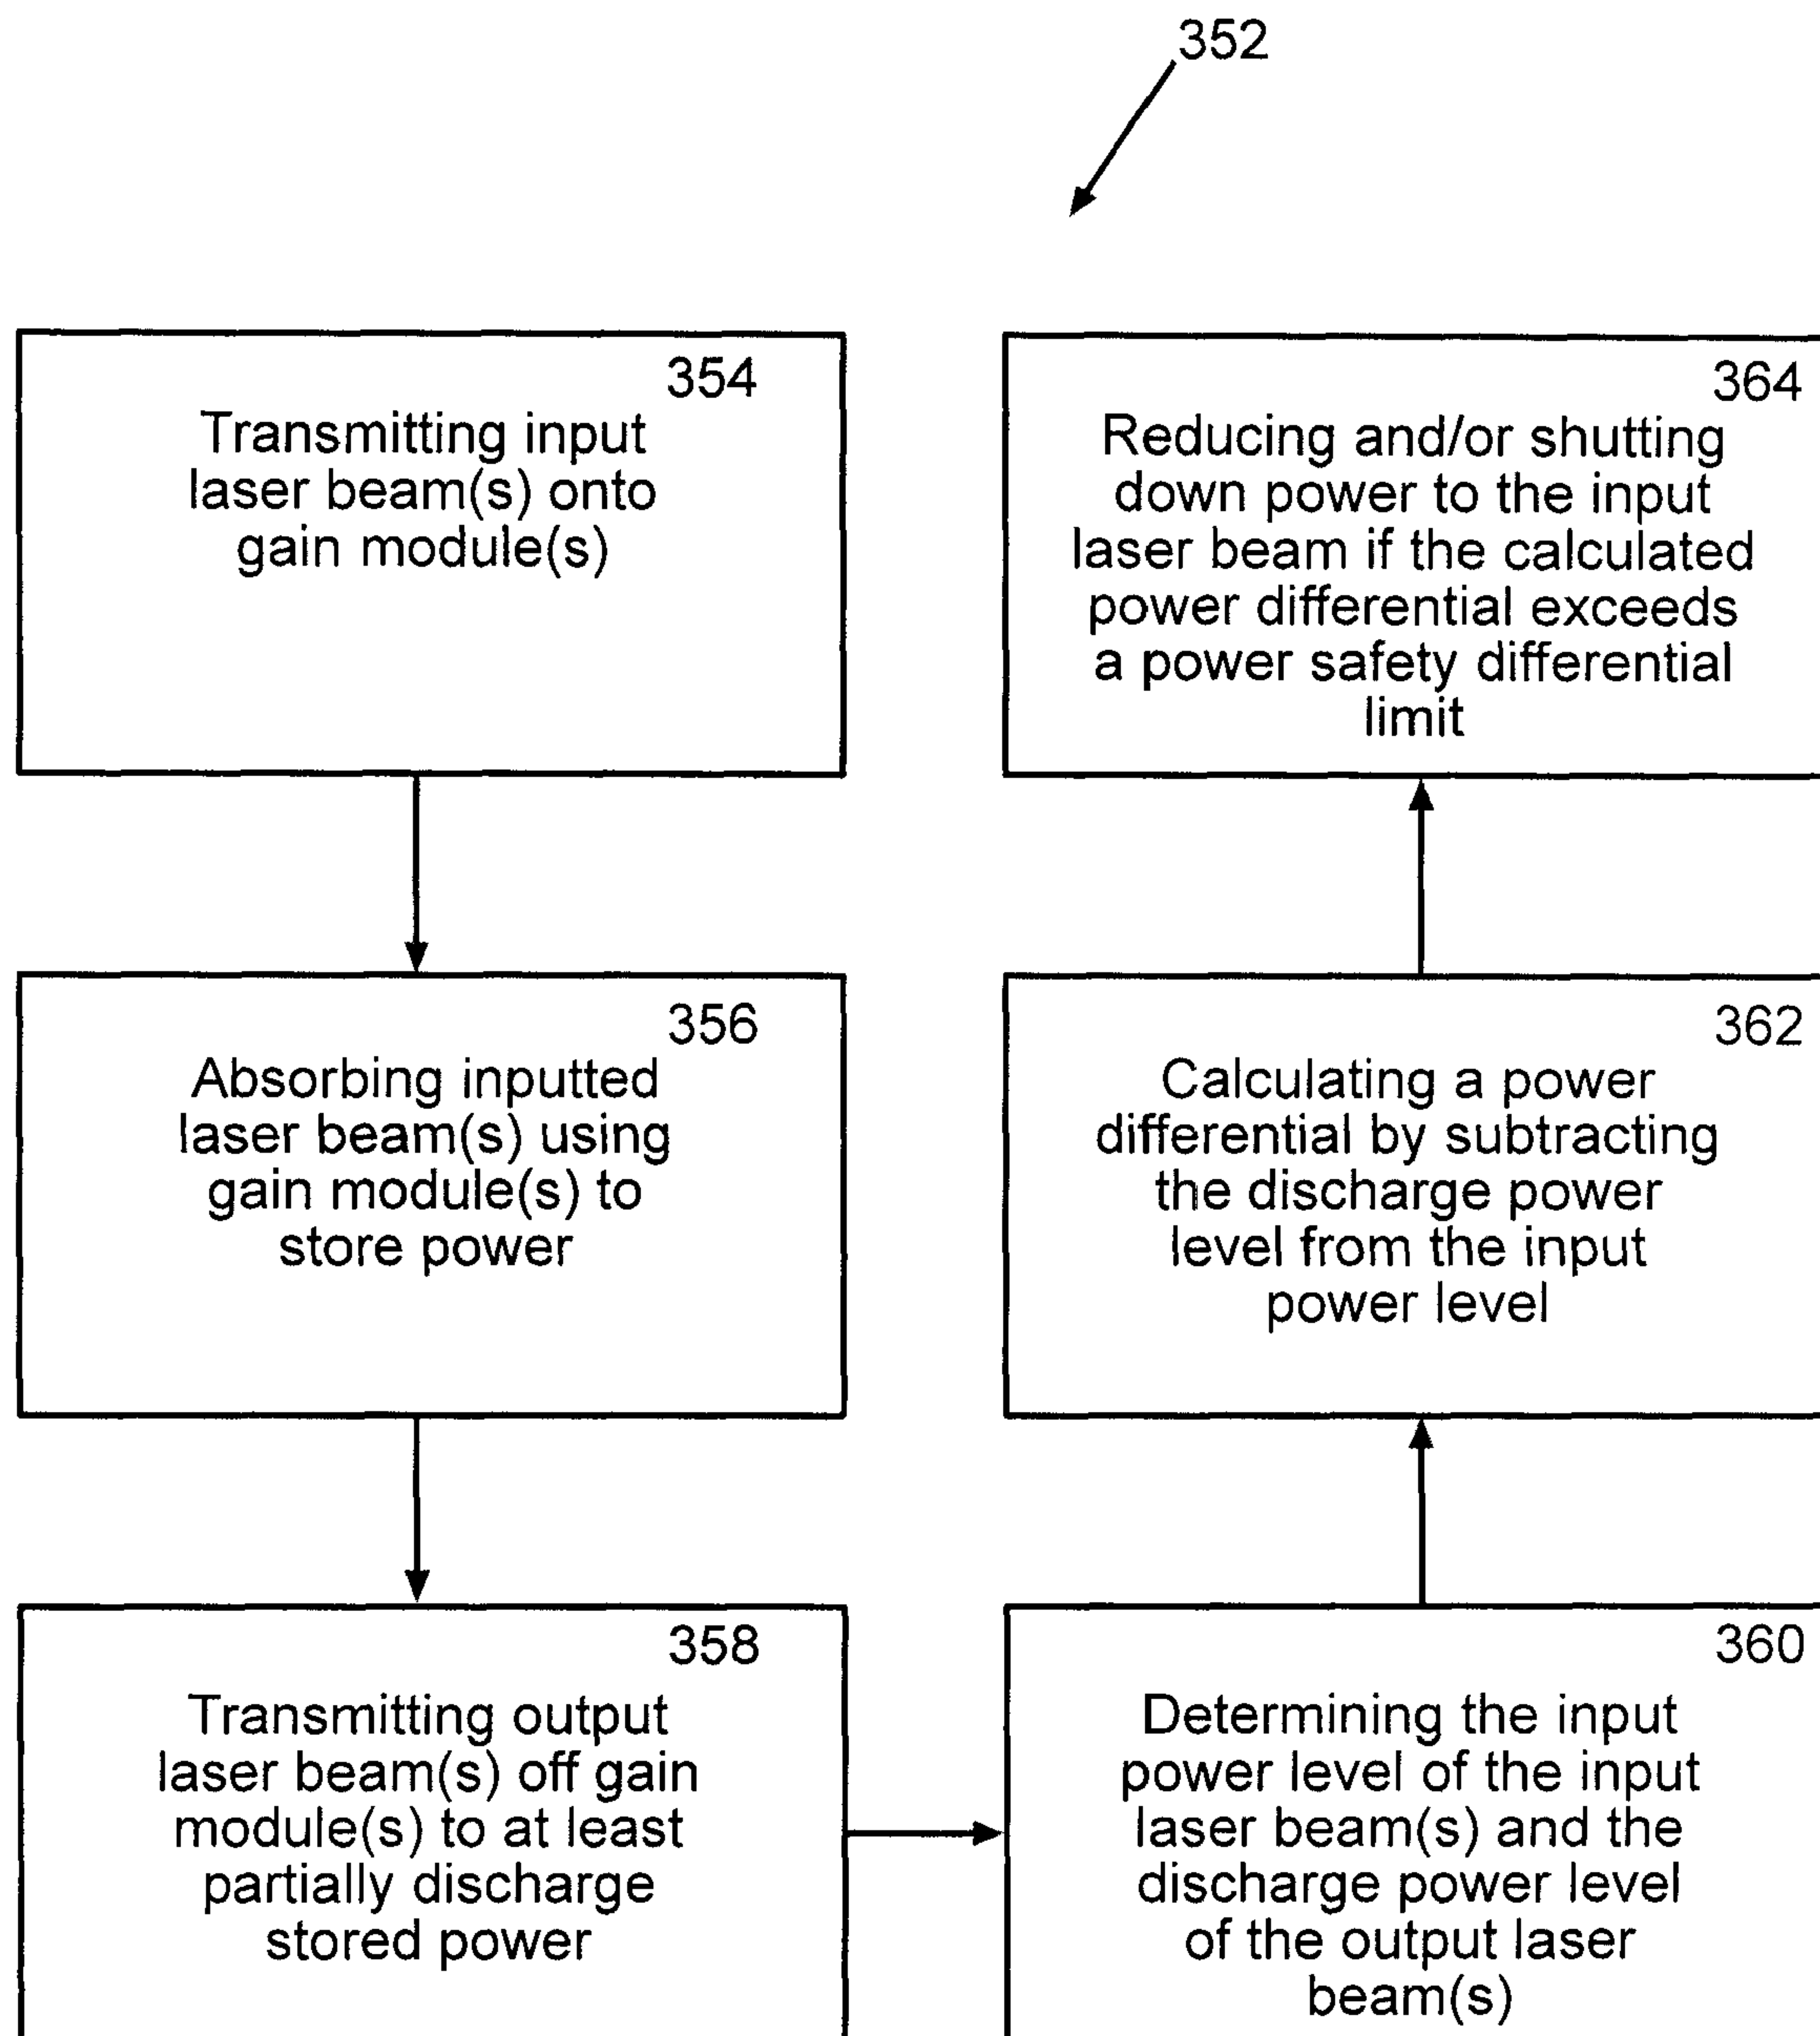 352
354
Transmitting input
laser beam(s) onto
gain module(s)
356
Absorbing inputted
laser beam(s) using
gain module(s) to
store power
358
Transmitting output
laser beam(s) off gain
module(s) to at least
partially discharge
stored power
360
Determining the input
power level of the input
laser beam(s) and the
discharge power level
of the output laser
beam(s)
362
Calculating a power
differential by subtracting
the discharge power
level from the input
power level
364
Reducing and/or shutting
down power to the input
laser beam if the calculated
power differential exceeds
a power safety differential
limit